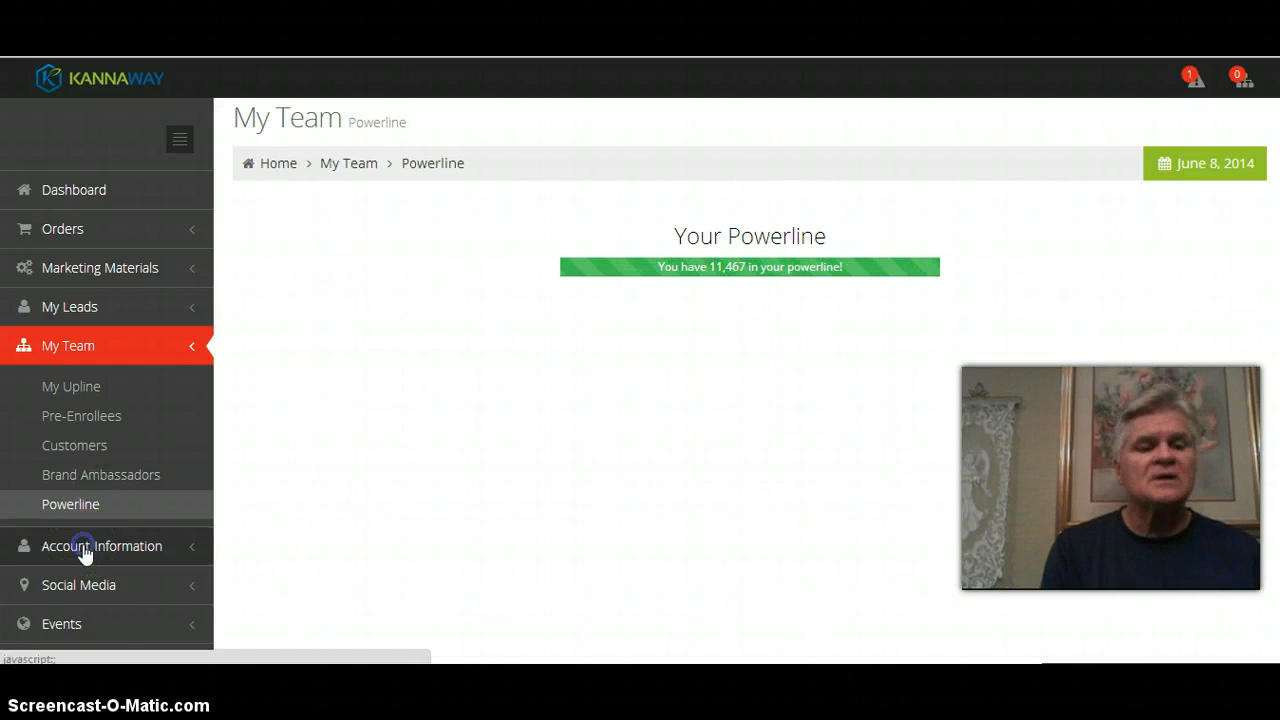 KANNAWAY
1
0
My Team Powerline
Home > My Team > Powerline
June 8, 2014
Dashboard
Orders
Marketing Materials
My Leads
My Team
My Upline
Pre-Enrollees
Customers
Brand Ambassadors
Powerline
Account Information
Social Media
Events
Your Powerline
You have 11,467 in your powerline!
javascript:;
Screencast-O-Matic.com